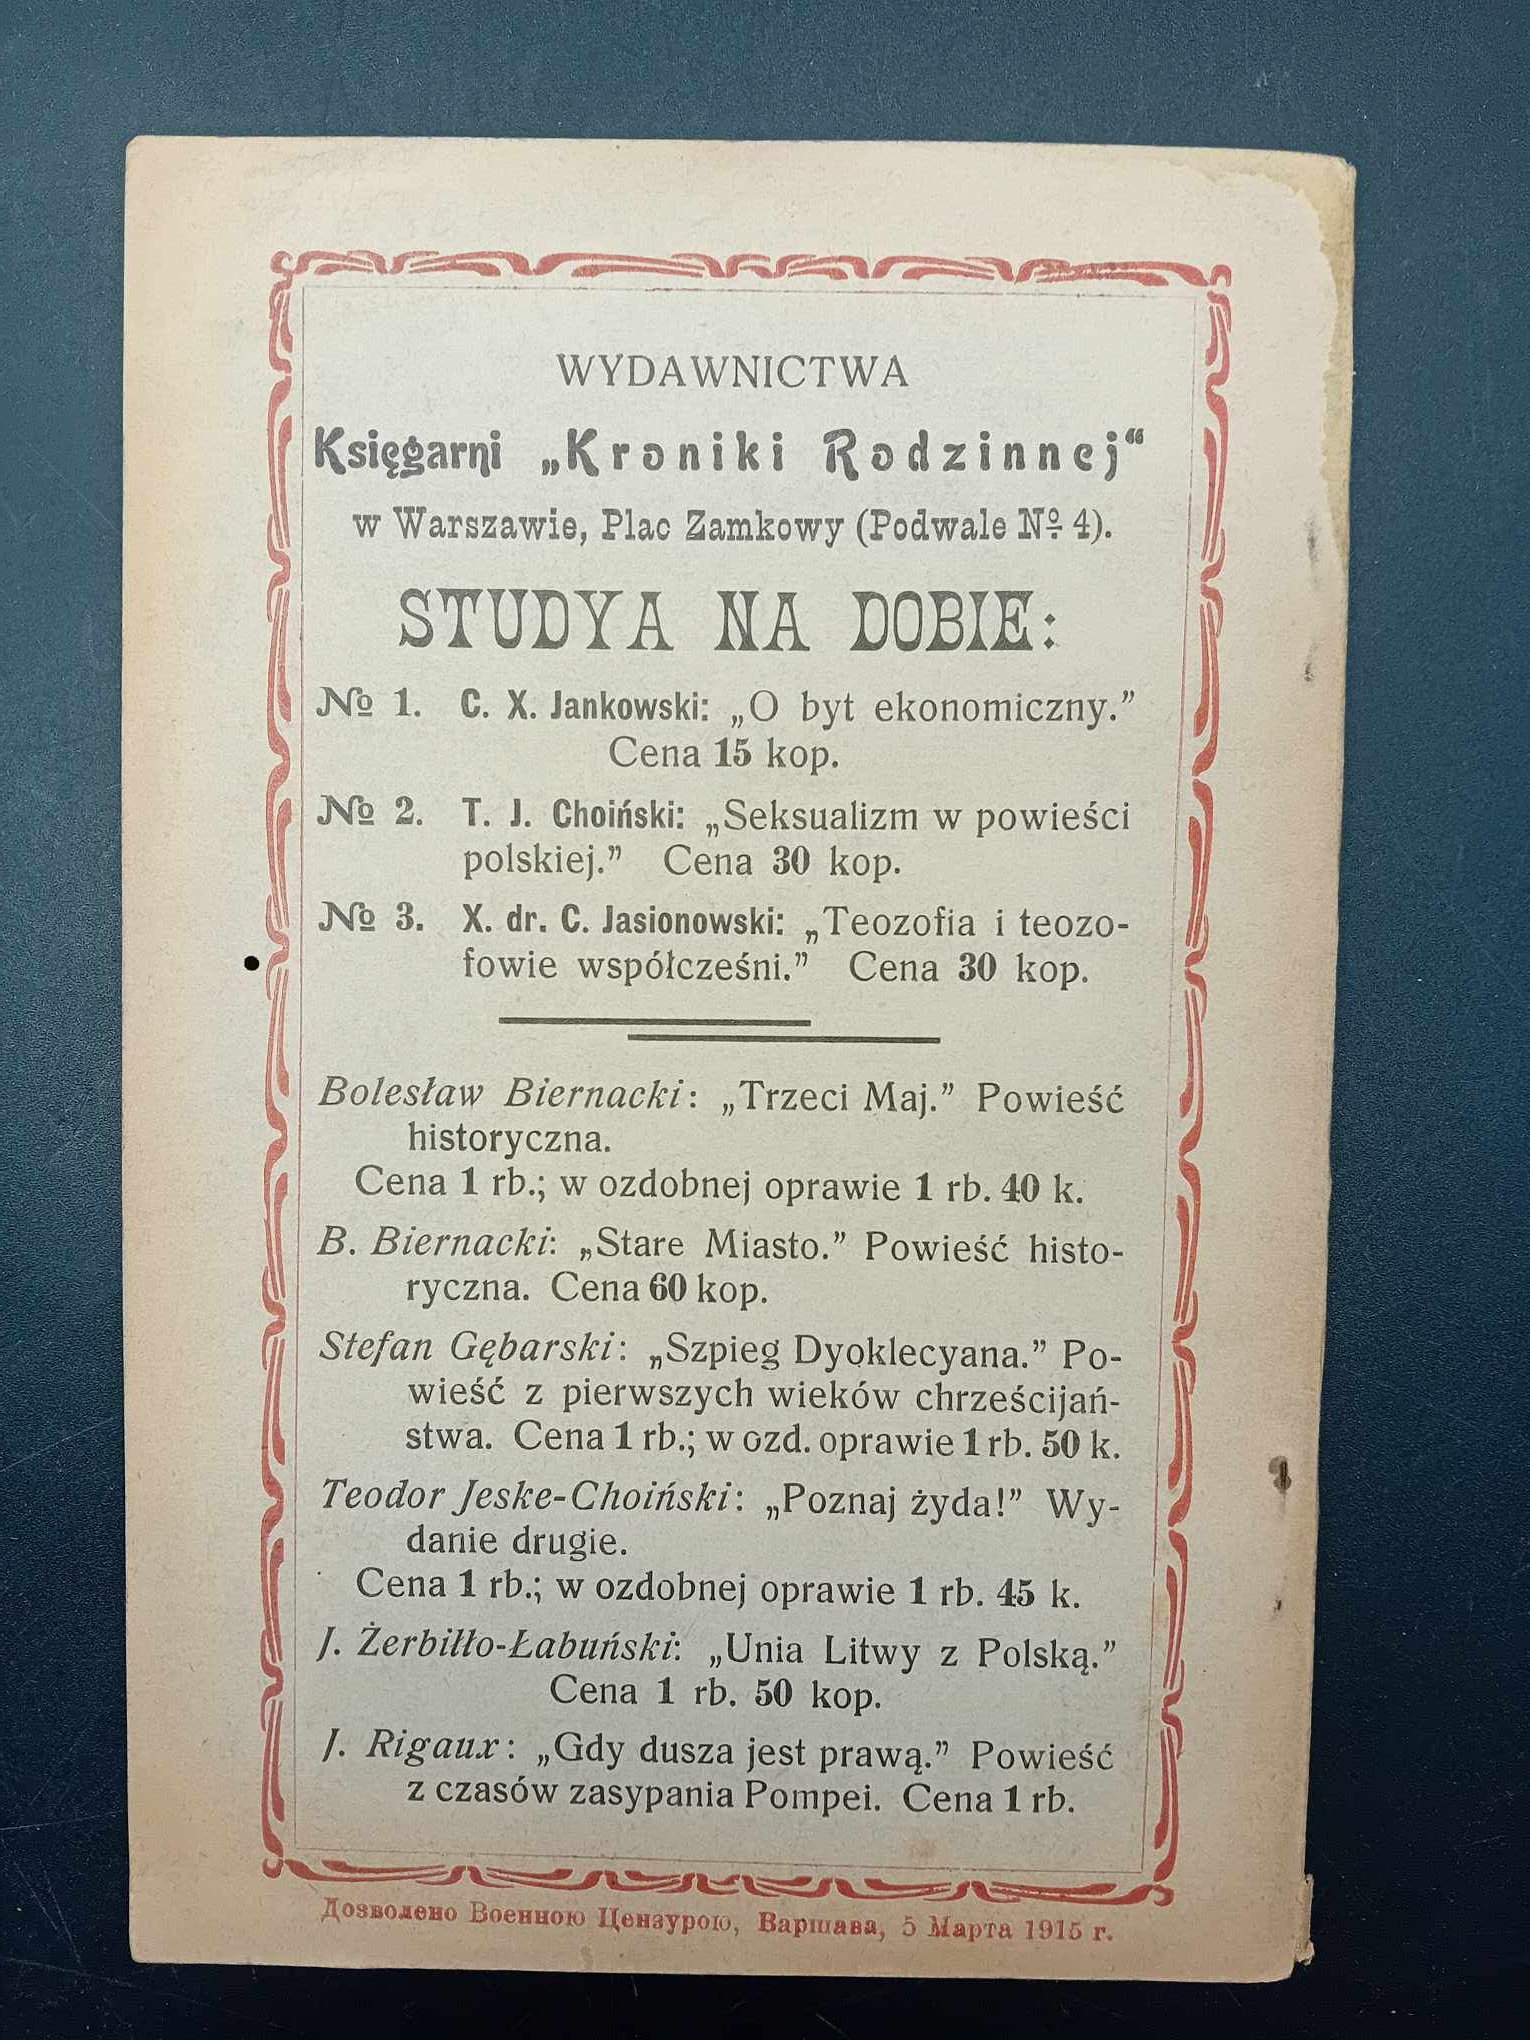 WYDAWNICTWA
Księgarni „Kroniki Rodzinnej“
w Warszawie, Plac Zamkowy (Podwale № 4).
STUDYA NA DOBIE:
№ 1. C. X. Jankowski: „O byt ekonomiczny.”
Cena 15 kop.
№ 2. T. J. Choiński: „Seksualizm w powieści
polskiej.” Cena 30 kop.
№ 3. X. dr. C. Jasionowski: „Teozofia i teozo-
fowie współcześni.” Cena 30 kop.
Bolesław Biernacki: „Trzeci Maj.” Powieść
historyczna.
Cena 1 rb.; w ozdobnej oprawie 1 rb. 40 k.
B. Biernacki: „Stare Miasto.” Powieść histo-
ryczna. Cena 60 kop.
Stefan Gębarski: „Szpieg Dyoklecyana.” Po-
wieść z pierwszych wieków chrześcijań-
stwa. Cena 1 rb.; w ozd. oprawie 1 rb. 50 k.
Teodor Jeske-Choiński: „Poznaj żyda!” Wy-
danie drugie.
Cena 1 rb.; w ozdobnej oprawie 1 rb. 45 k.
J. Żerbiłło-Łabuński: „Unia Litwy z Polską.”
Cena 1 rb. 50 kop.
J. Rigaux: „Gdy dusza jest prawą.” Powieść
z czasów zasypania Pompei. Cena 1 rb.
Дозволено Военною Цензурою, Варшава, 5 Марта 1915 г.